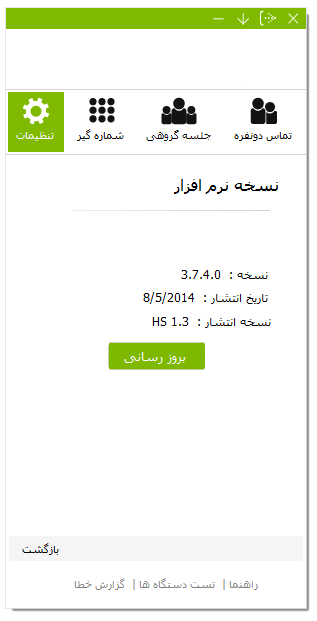 تماس دونفره
جلسه گروهی
شماره گیر
تنظیمات
نسخه نرم افزار
نسخه : 3.7.4.0
تاریخ انتشار : 8/5/2014
نسخه انتشار : HS 1.3
بروز رسانی
بازگشت
راهنما | تست دستگاه ها | گزارش خطا